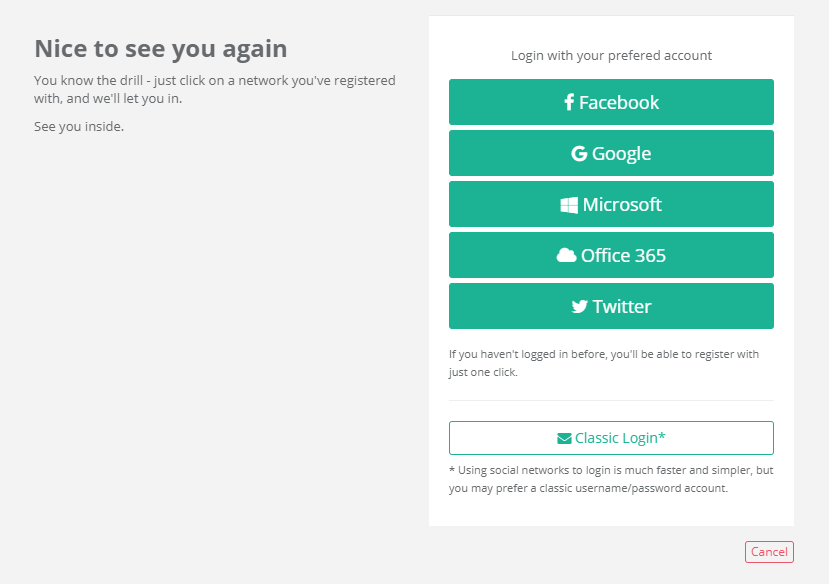 Nice to see you again
You know the drill - just click on a network you've registered
with, and we'll let you in.
See you inside.
Login with your prefered account
Facebook
Google
Microsoft
Office 365
Twitter
If you haven't logged in before, you'll be able to register with
just one click.
Classic Login*
* Using social networks to login is much faster and simpler, but
you may prefer a classic username/password account.
Cancel